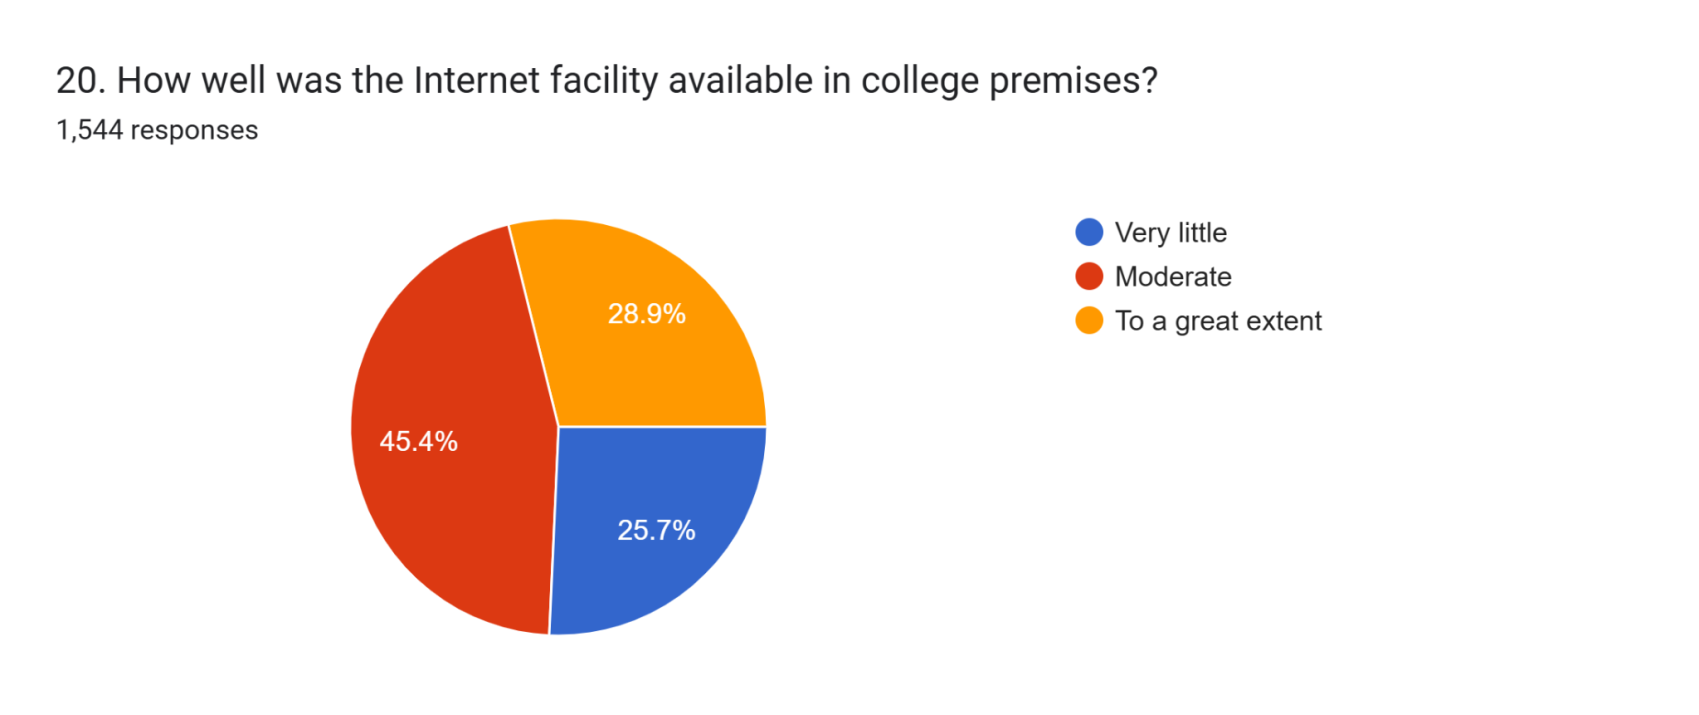 20. How well was the Internet facility available in college premises?
1,544 responses
Very little
Moderate
To a great extent
28.9%
45.4%
25.7%